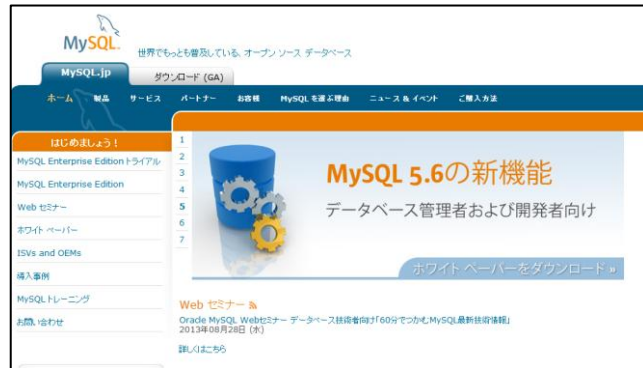 MySQL
世界でもっとも普及している、オープン ソース データベース
MySQL.jp
ダウンロード (GA)
ホーム 製品 サービス パートナー お客様 MySQL を選ぶ理由 ニュース & イベント ご購入方法
はじめましょう!
MySQL Enterprise Edition トライアル
MySQL Enterprise Edition
Web セミナー
ホワイト ペーパー
ISVs and OEMs
導入事例
MySQL トレーニング
お問い合わせ
1
2
3
4
5
6
7
MySQL 5.6の新機能
データベース管理者および開発者向け
ホワイト ペーパーをダウンロード »
Web セミナー
Oracle MySQL Webセミナー データベース技術者向け「60分でつかむMySQL最新技術情報」
2013年08月28日 (水)
詳しくはこちら